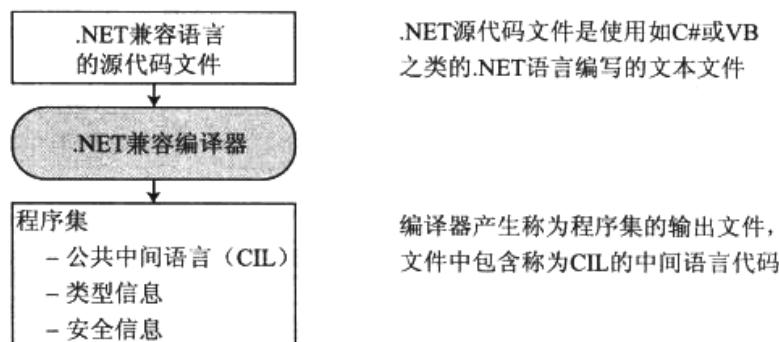 .NET兼容语言
的源代码文件
.NET源代码文件是使用如C#或VB
之类的.NET语言编写的文本文件
.NET兼容编译器
程序集
– 公共中间语言（CIL）
– 类型信息
– 安全信息
编译器产生称为程序集的输出文件，
文件中包含称为CIL的中间语言代码